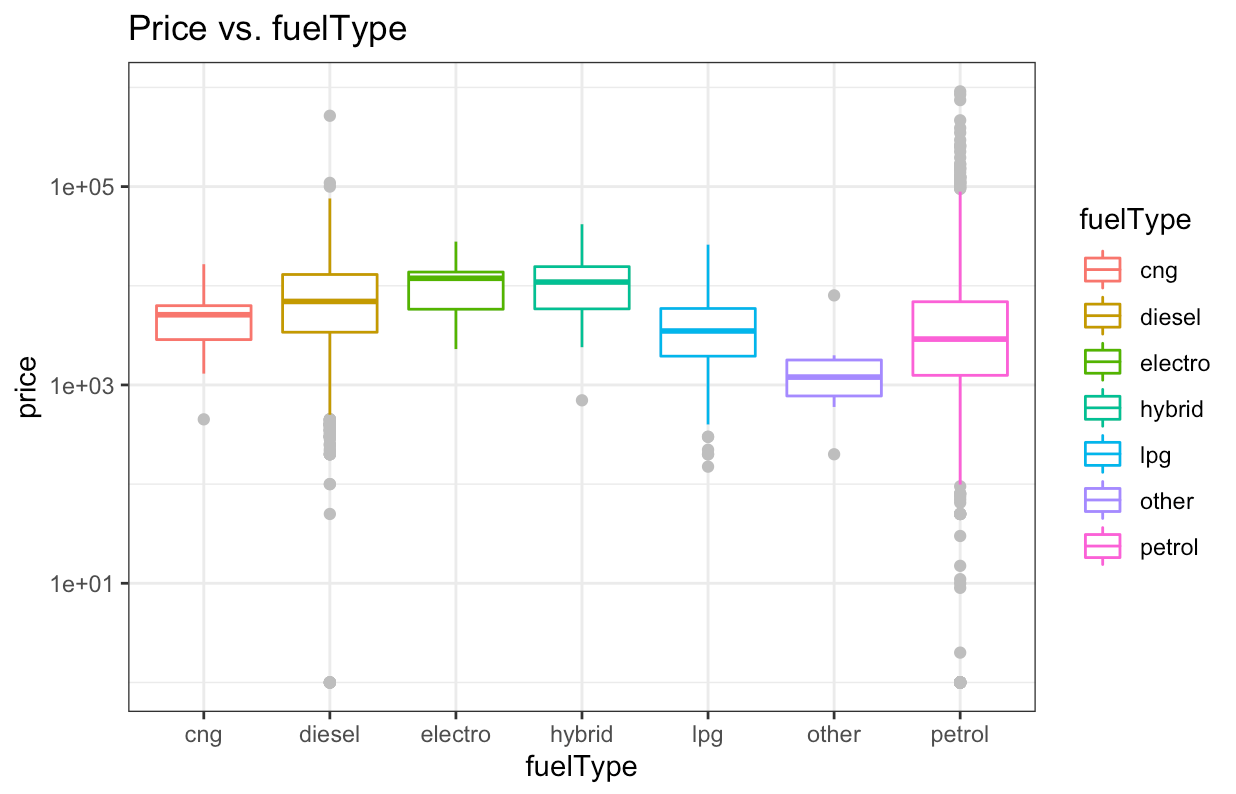 Price vs. fuelType
price
1e+05
1e+03
1e+01
cng
diesel
electro
hybrid
lpg
other
petrol
fuelType
fuelType
cng
diesel
electro
hybrid
lpg
other
petrol